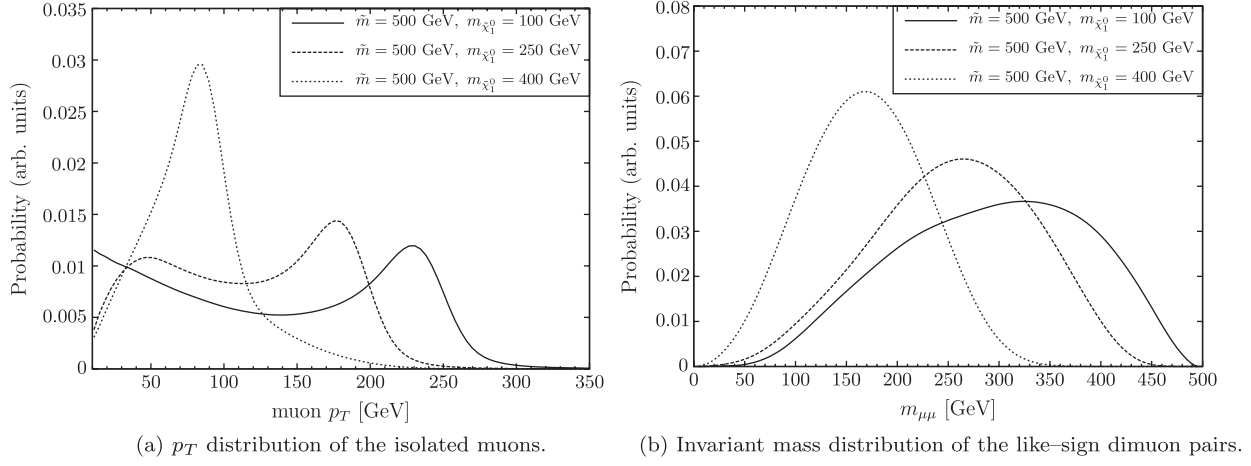 0.035
0.03
0.025
0.02
0.015
0.01
0.005
0
50 100 150 200 250 300 350
Probability (arb. units)
muon p_T [GeV]
m̃ = 500 GeV, m_χ̃₁⁰ = 100 GeV
m̃ = 500 GeV, m_χ̃₁⁰ = 250 GeV
m̃ = 500 GeV, m_χ̃₁⁰ = 400 GeV
(a) p_T distribution of the isolated muons.
0.08
0.07
0.06
0.05
0.04
0.03
0.02
0.01
0
0 50 100 150 200 250 300 350 400 450 500
Probability (arb. units)
m_μμ [GeV]
m̃ = 500 GeV, m_χ̃₁⁰ = 100 GeV
m̃ = 500 GeV, m_χ̃₁⁰ = 250 GeV
m̃ = 500 GeV, m_χ̃₁⁰ = 400 GeV
(b) Invariant mass distribution of the like–sign dimuon pairs.